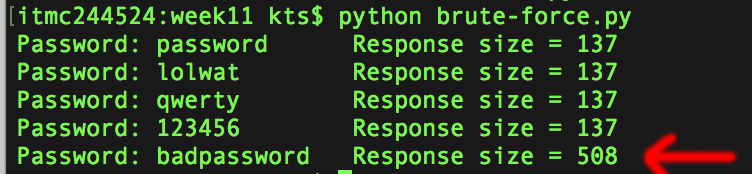 [itmc244524:week11 kts$ python brute-force.py
Password: password Response size = 137
Password: lolwat Response size = 137
Password: qwerty Response size = 137
Password: 123456 Response size = 137
Password: badpassword Response size = 508